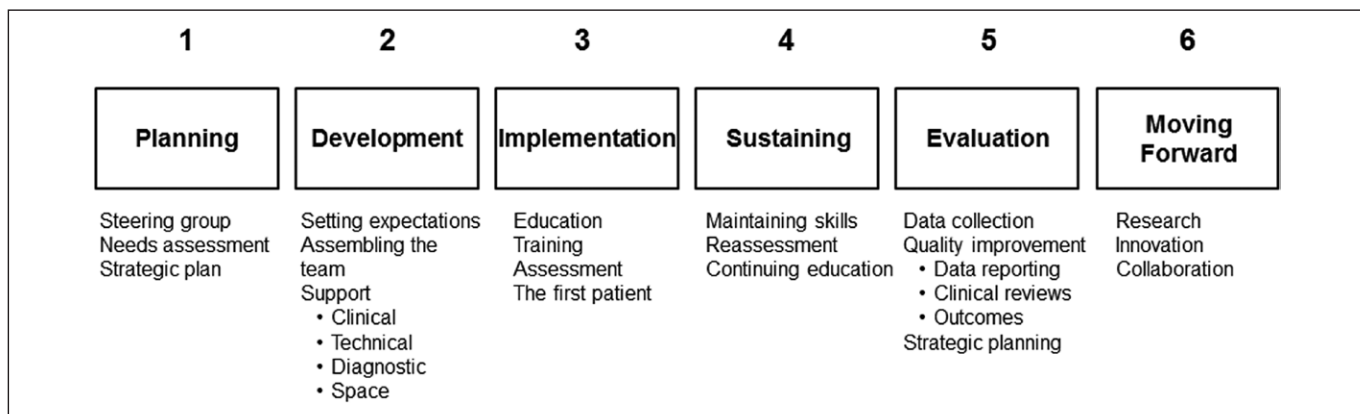 1
2
3
4
5
6
Planning
Development
Implementation
Sustaining
Evaluation
Moving
Forward
Steering group
Needs assessment
Strategic plan
Setting expectations
Assembling the
team
Support
• Clinical
• Technical
• Diagnostic
• Space
Education
Training
Assessment
The first patient
Maintaining skills
Reassessment
Continuing education
Data collection
Quality improvement
• Data reporting
• Clinical reviews
• Outcomes
Strategic planning
Research
Innovation
Collaboration